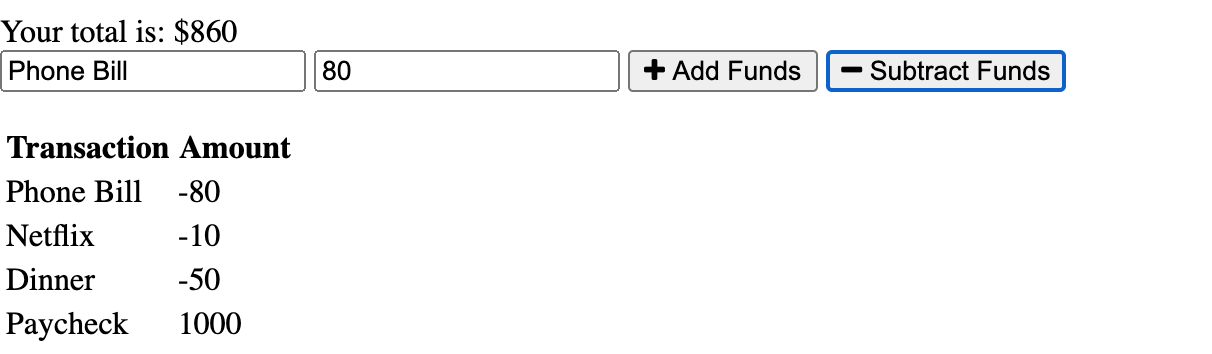 Your total is: $860
Phone Bill 80 + Add Funds − Subtract Funds
Transaction Amount
Phone Bill -80
Netflix -10
Dinner -50
Paycheck 1000